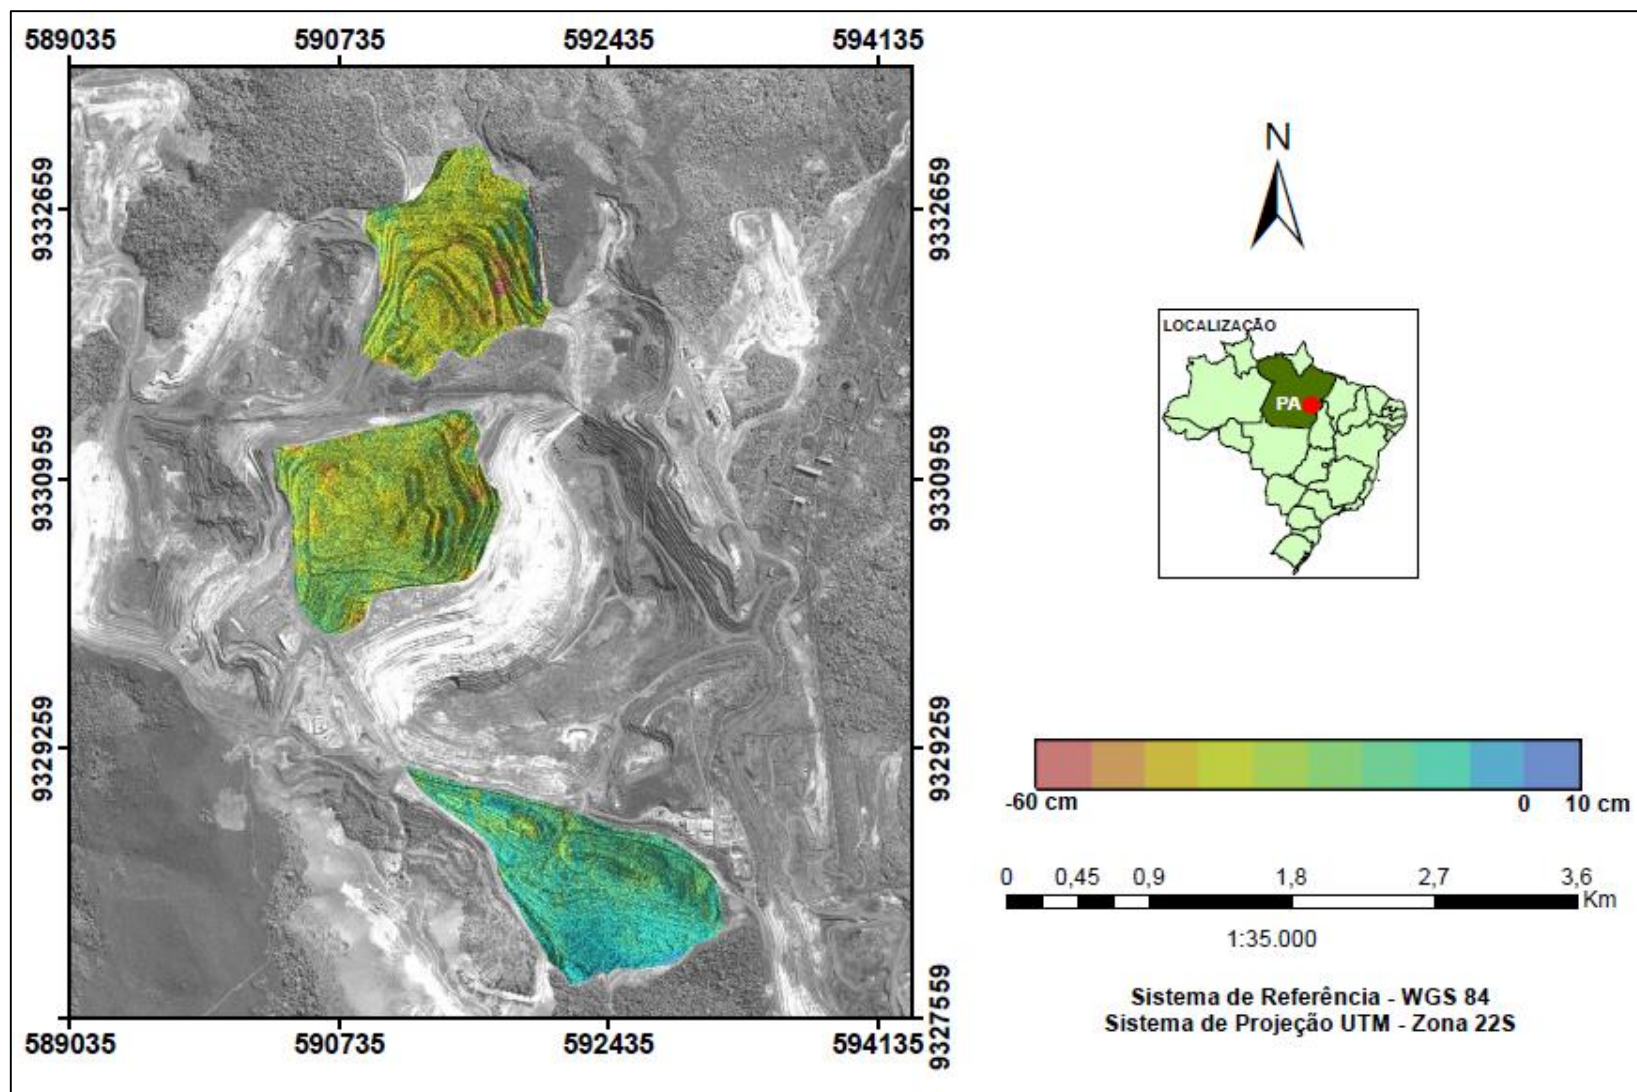 589035 590735 592435 594135
9332659 9332659
9330959 9330959
9329259 9329259
9327559
589035 590735 592435 594135
N
LOCALIZAÇÃO
PA
-60 cm 0 10 cm
0 0,45 0,9 1,8 2,7 3,6
Km
1:35.000
Sistema de Referência - WGS 84
Sistema de Projeção UTM - Zona 22S